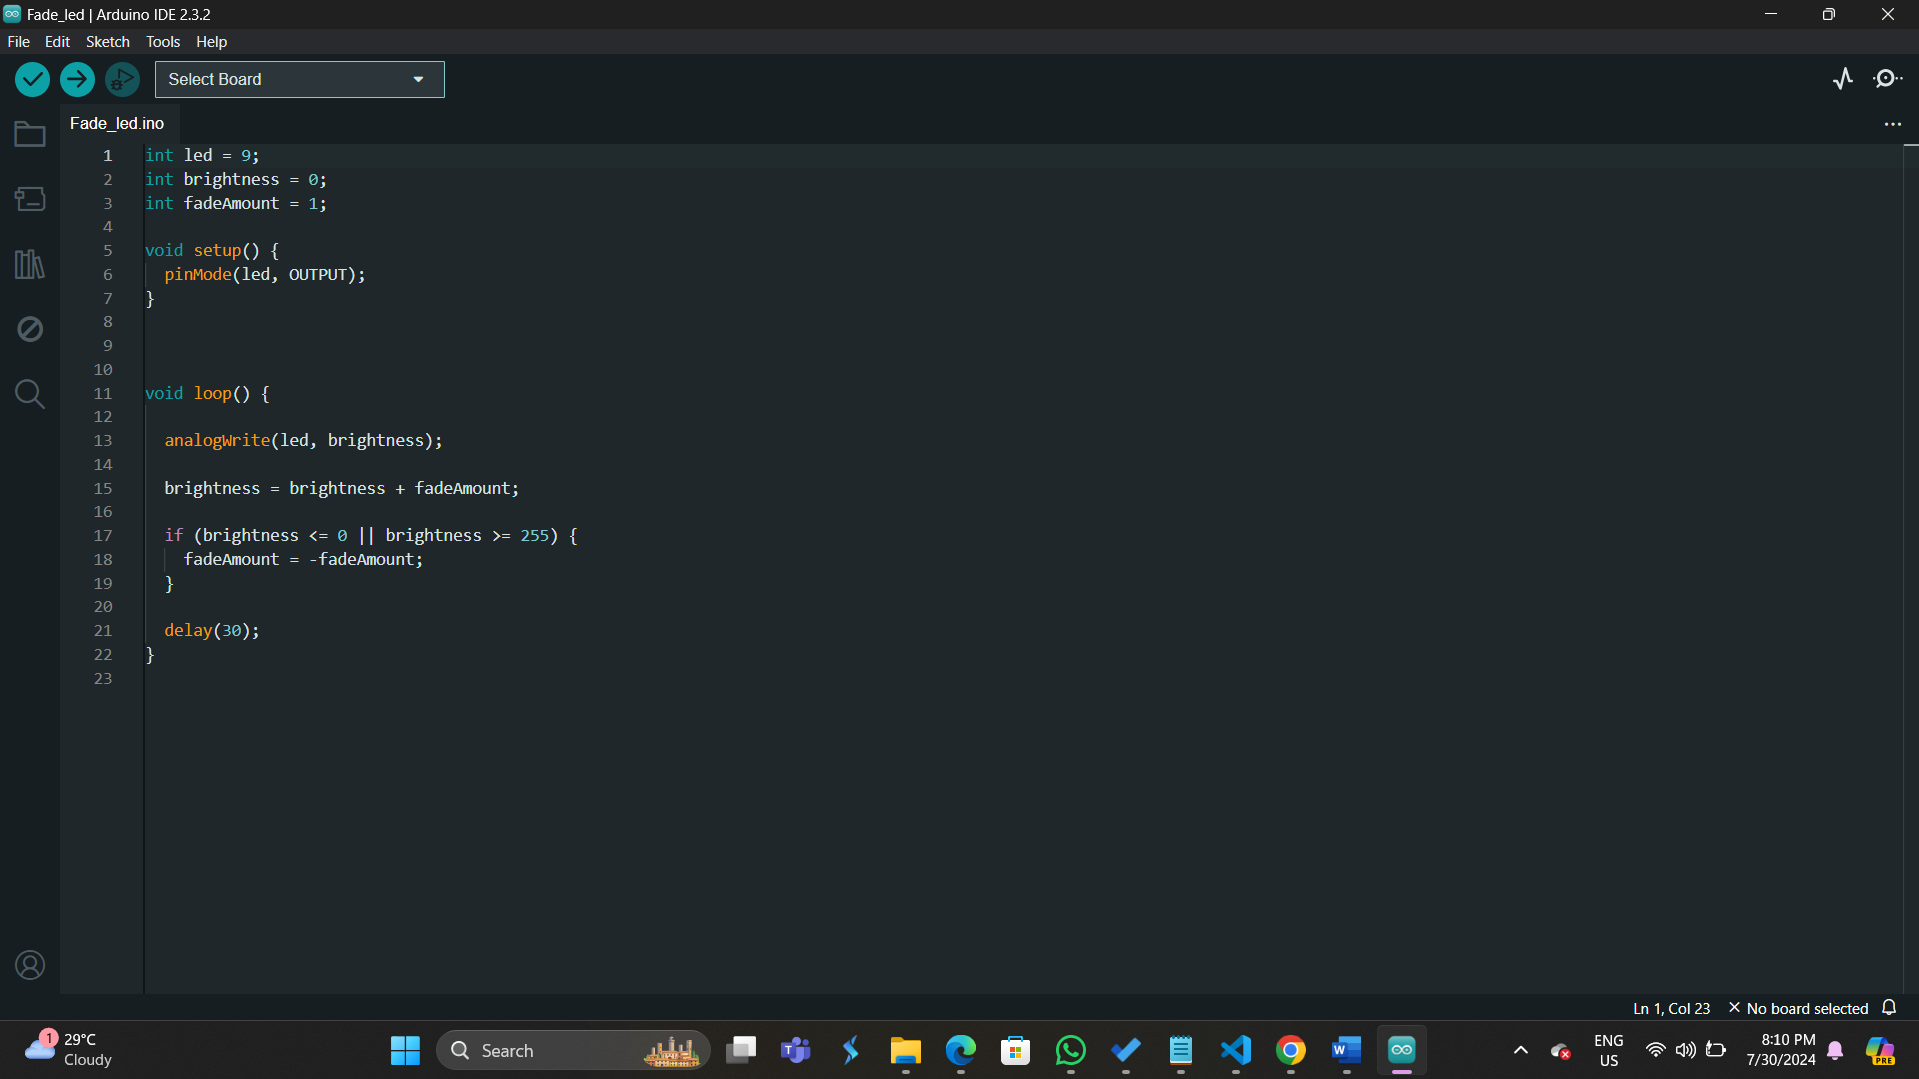 Fade_led | Arduino IDE 2.3.2
File Edit Sketch Tools Help
Select Board
Fade_led.ino
1 int led = 9;
2 int brightness = 0;
3 int fadeAmount = 1;
4
5 void setup() {
6 pinMode(led, OUTPUT);
7 }
8
9
10
11 void loop() {
12
13 analogWrite(led, brightness);
14
15 brightness = brightness + fadeAmount;
16
17 if (brightness <= 0 || brightness >= 255) {
18 fadeAmount = -fadeAmount;
19 }
20
21 delay(30);
22 }
23
Ln 1, Col 23 × No board selected
1 29°C
Cloudy
Search
ENG
US
8:10 PM
7/30/2024
PRE